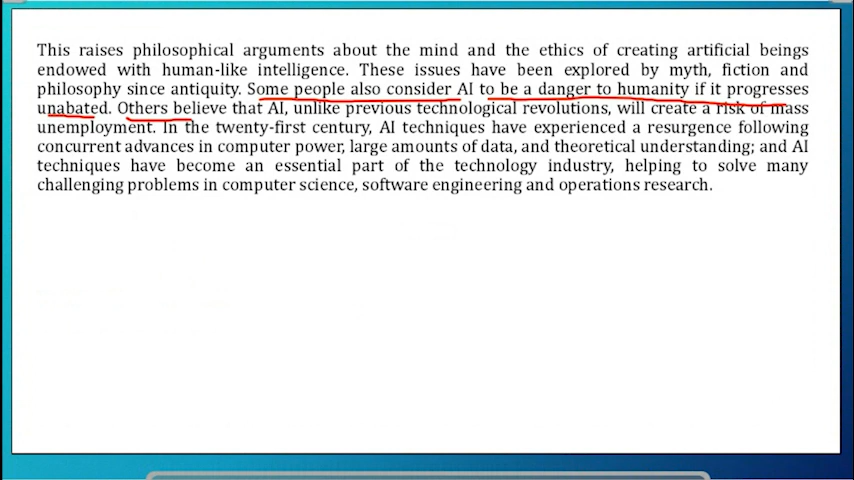 This raises philosophical arguments about the mind and the ethics of creating artificial beings
endowed with human-like intelligence. These issues have been explored by myth, fiction and
philosophy since antiquity. Some people also consider AI to be a danger to humanity if it progresses
unabated. Others believe that AI, unlike previous technological revolutions, will create a risk of mass
unemployment. In the twenty-first century, AI techniques have experienced a resurgence following
concurrent advances in computer power, large amounts of data, and theoretical understanding; and AI
techniques have become an essential part of the technology industry, helping to solve many
challenging problems in computer science, software engineering and operations research.